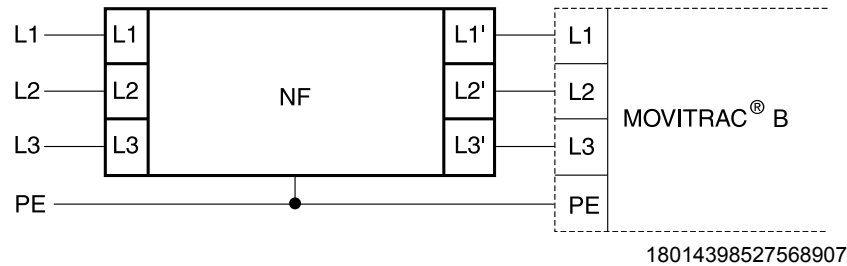 L1 L1 L1' L1
L2 L2 NF L2' L2
MOVITRAC® B
L3 L3 L3' L3
PE PE
18014398527568907